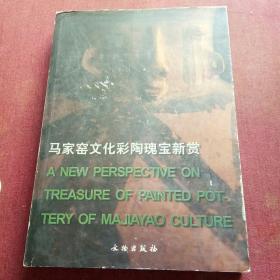 马家窑文化彩陶瑰宝新赏
A NEW PERSPECTIVE ON
TREASURE OF PAINTED POT-
TERY OF MAJIAYAO CULTURE
文物出版社